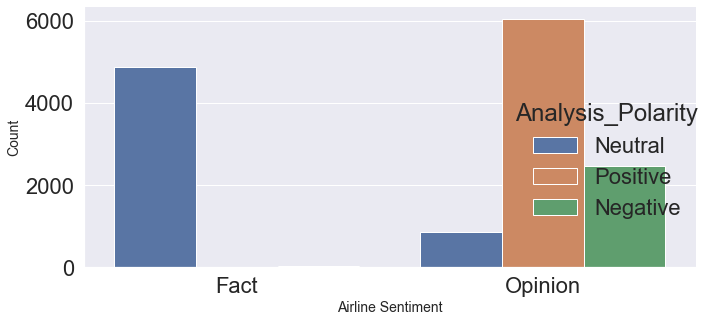 6000
4000
2000
0
Count
Fact
Opinion
Airline Sentiment
Analysis_Polarity
Neutral
Positive
Negative